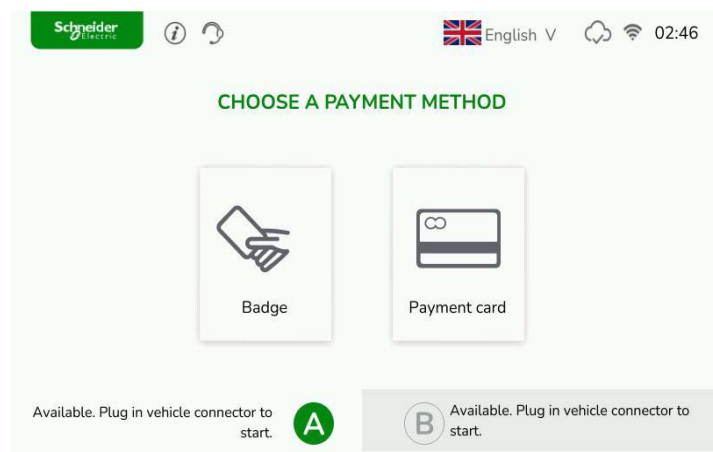 Schneider
Electric
i
English V
02:46
CHOOSE A PAYMENT METHOD
Badge
Payment card
Available. Plug in vehicle connector to
start.
A
B
Available. Plug in vehicle connector to
start.